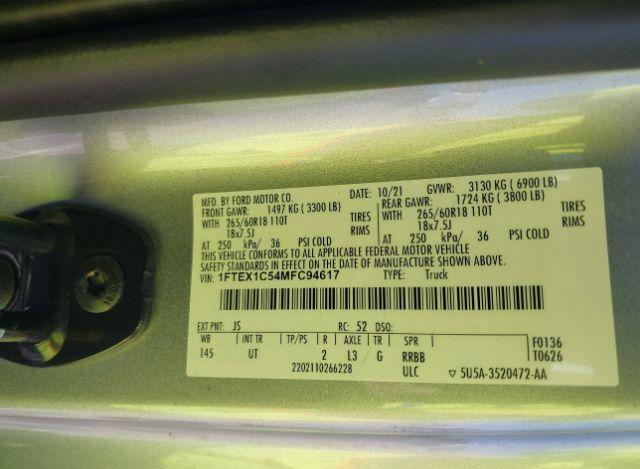 MFD. BY FORD MOTOR CO. DATE: 10/21 GVWR: 3130 KG ( 6900 LB)
FRONT GAWR: 1497 KG ( 3300 LB) REAR GAWR: 1724 KG ( 3800 LB)
WITH 265/60R18 110T TIRES WITH 265/60R18 110T TIRES
18x7.5J RIMS 18x7.5J RIMS
AT 250 kPa/ 36 PSI COLD AT 250 kPa/ 36 PSI COLD
THIS VEHICLE CONFORMS TO ALL APPLICABLE FEDERAL MOTOR VEHICLE
SAFETY STANDARDS IN EFFECT ON THE DATE OF MANUFACTURE SHOWN ABOVE.
VIN: 1FTEX1C54MFC94617 TYPE: Truck
EXT PNT: JS RC: 52 DSO:
WB INT TR TP/PS R AXLE TR SPR F0136
145 UT 2 L3 G RRBB T0626
2202110266228 ULC ▽ 5U5A-3520472-AA